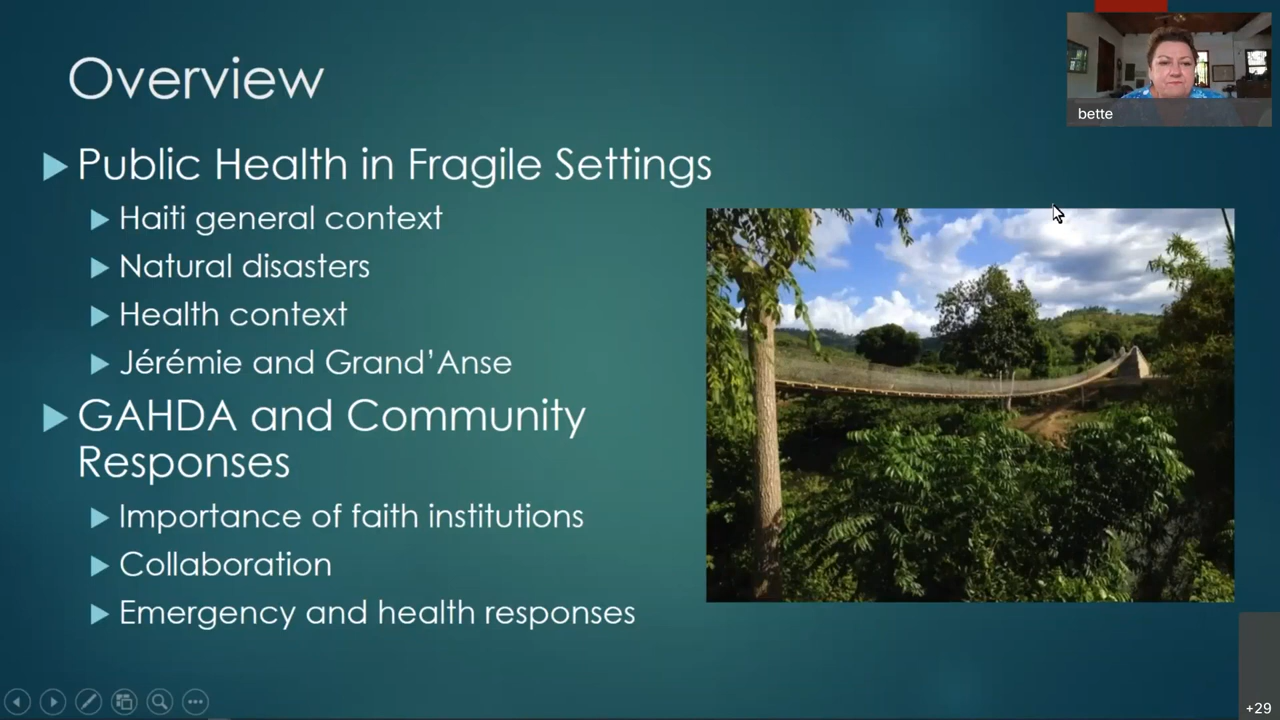 Overview
Public Health in Fragile Settings
Haiti general context
Natural disasters
Health context
Jérémie and Grand’Anse
GAHDA and Community
Responses
Importance of faith institutions
Collaboration
Emergency and health responses
bette
+29